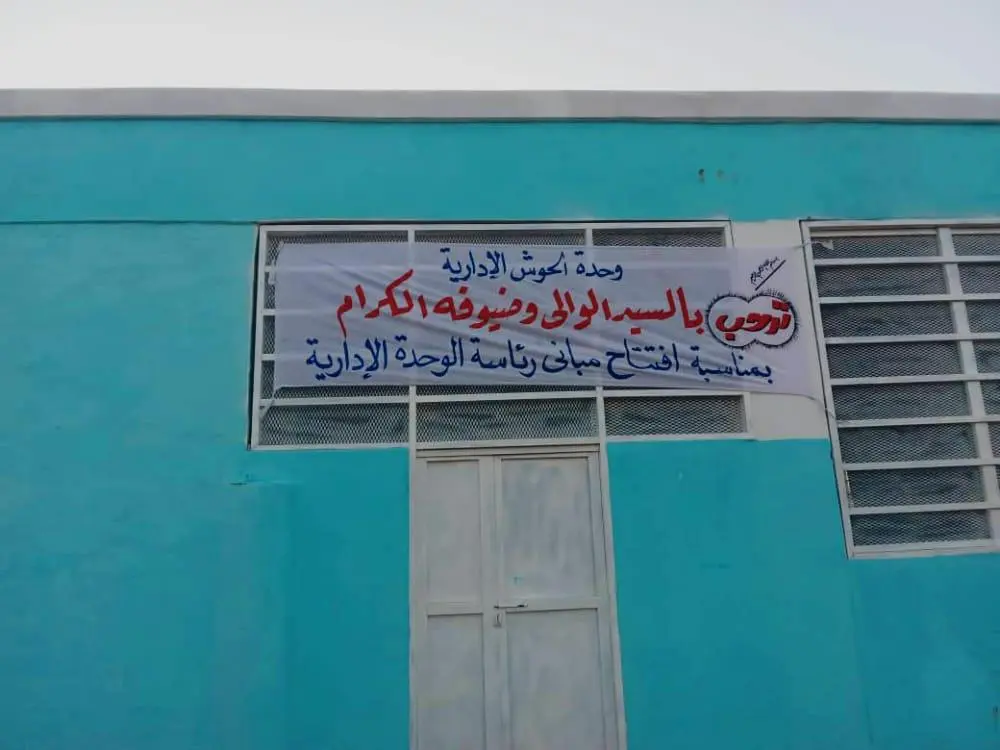 وحدة الحوش الإدارية
ترحب بالسيد الوالى وضيوفه الكرام
بمناسبة افتتاح مبانى رئاسة الوحدة الإدارية